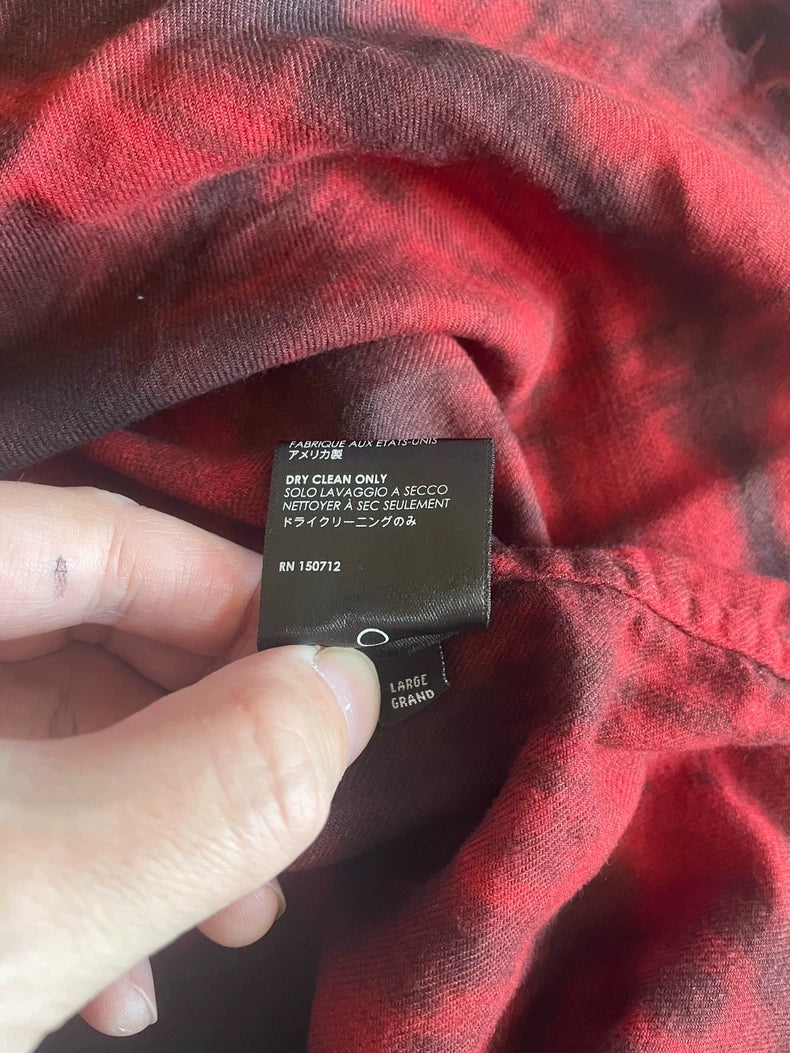 FABRIQUE AUX ÉTATS-UNIS
アメリカ製
DRY CLEAN ONLY
SOLO LAVAGGIO A SECCO
NETTOYER À SEC SEULEMENT
ドライクリーニングのみ
RN 150712
LARGE
GRAND